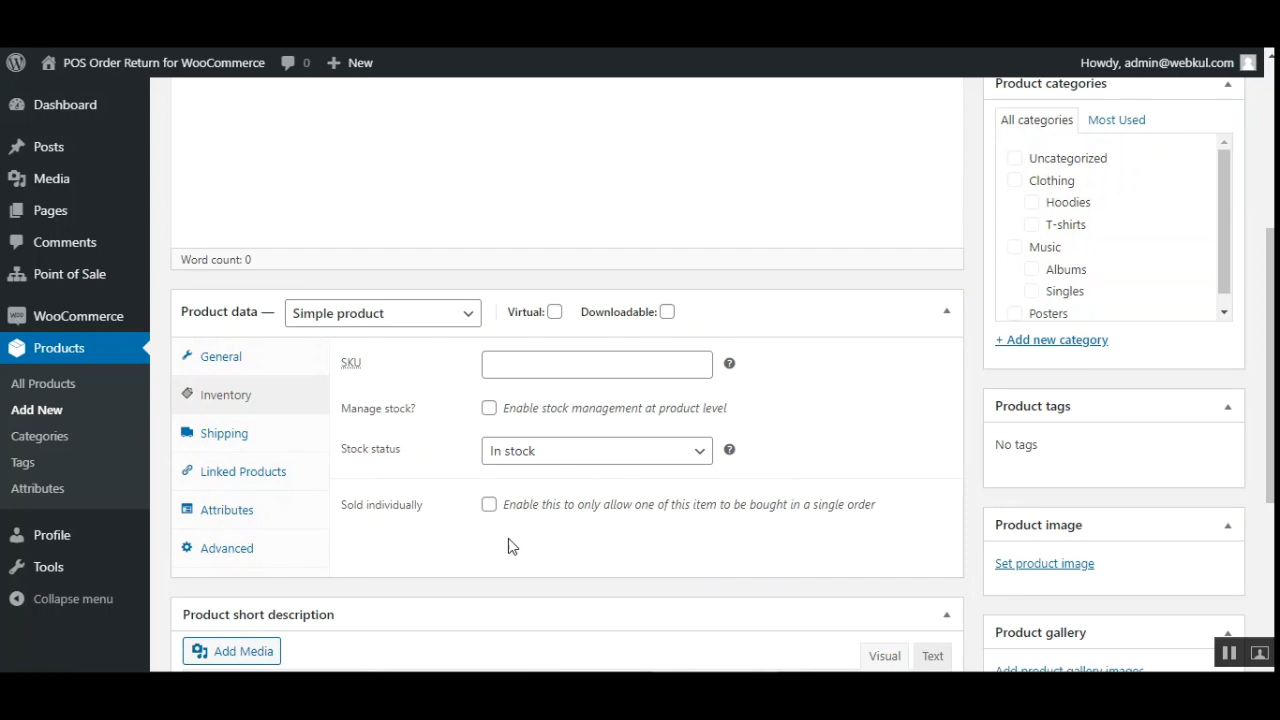 POS Order Return for WooCommerce 0 New Howdy, admin@webkul.com
Dashboard
Posts
Media
Pages
Comments
Point of Sale
WooCommerce
Products
All Products
Add New
Categories
Tags
Attributes
Profile
Tools
Collapse menu
Word count: 0
Product data — Simple product Virtual: Downloadable:
General
Inventory
Shipping
Linked Products
Attributes
Advanced
SKU
Manage stock? Enable stock management at product level
Stock status In stock
Sold individually Enable this to only allow one of this item to be bought in a single order
Product short description
Add Media
Visual Text
Product categories
All categories Most Used
Uncategorized
Clothing
Hoodies
T-shirts
Music
Albums
Singles
Posters
+ Add new category
Product tags
No tags
Product image
Set product image
Product gallery
Add product gallery images